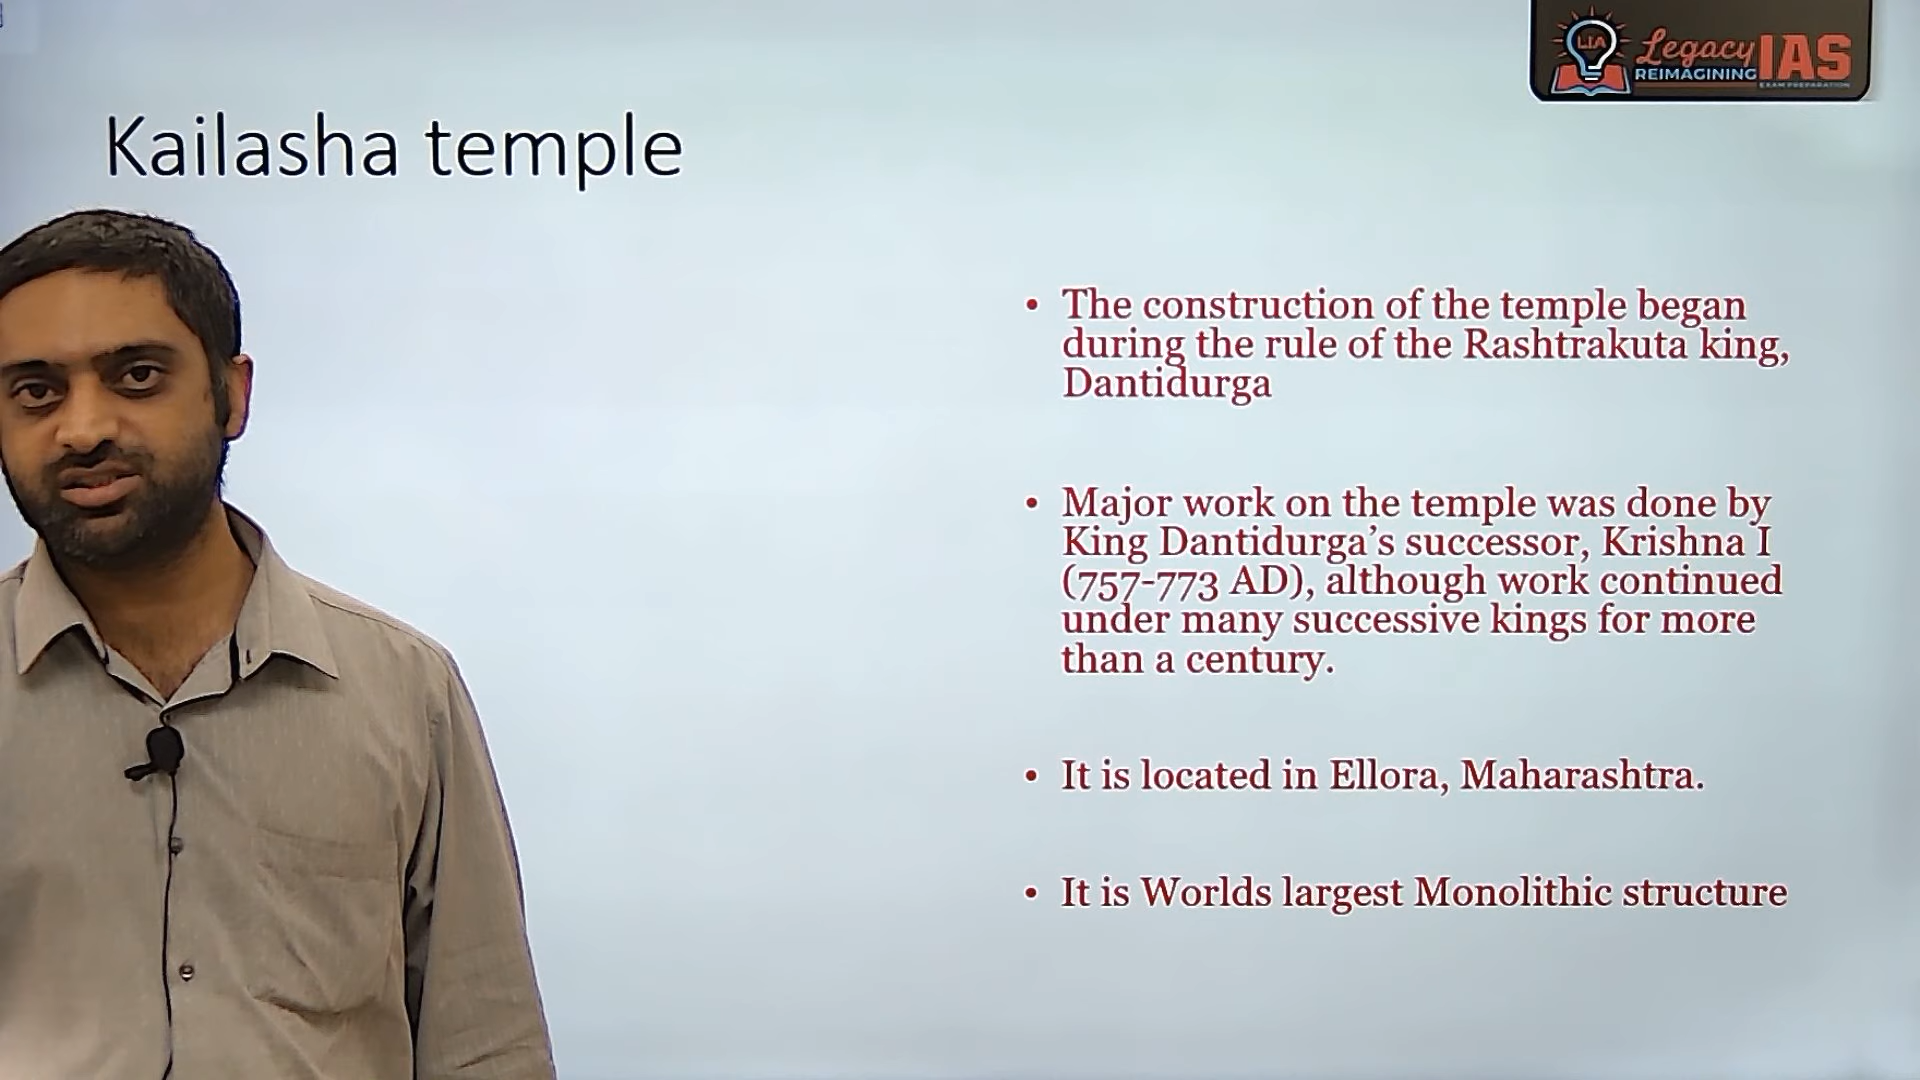 LIA
Legacy IAS
REIMAGINING
EXAM PREPARATION
Kailasha temple
• The construction of the temple began
during the rule of the Rashtrakuta king,
Dantidurga
• Major work on the temple was done by
King Dantidurga’s successor, Krishna I
(757-773 AD), although work continued
under many successive kings for more
than a century.
• It is located in Ellora, Maharashtra.
• It is Worlds largest Monolithic structure